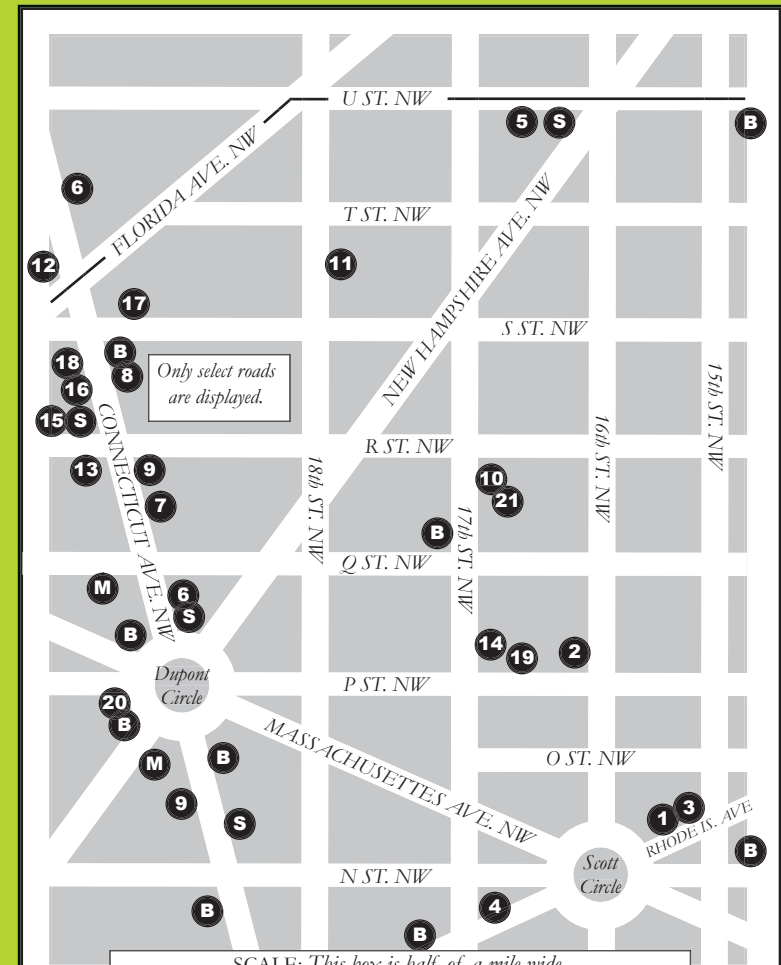 U ST. NW
5
S
B
6
FLORIDA AVE. NW
T ST. NW
NEW HAMPSHIRE AVE. NW
12
11
17
S ST. NW
B
18
8
Only select roads
are displayed.
16
15
S
CONNECTICUT AVE. NW
15th ST. NW
16th ST. NW
R ST. NW
18th ST. NW
13
9
10
7
21
17th ST. NW
B
Q ST. NW
M
6
S
B
14
19
2
Dupont
Circle
P ST. NW
20
B
MASSACHUSETTES AVE. NW
M
B
O ST. NW
9
S
1
3
RHODE IS. AVE
B
Scott
Circle
N ST. NW
B
4
B
SCALE: This box is half of a mile wide